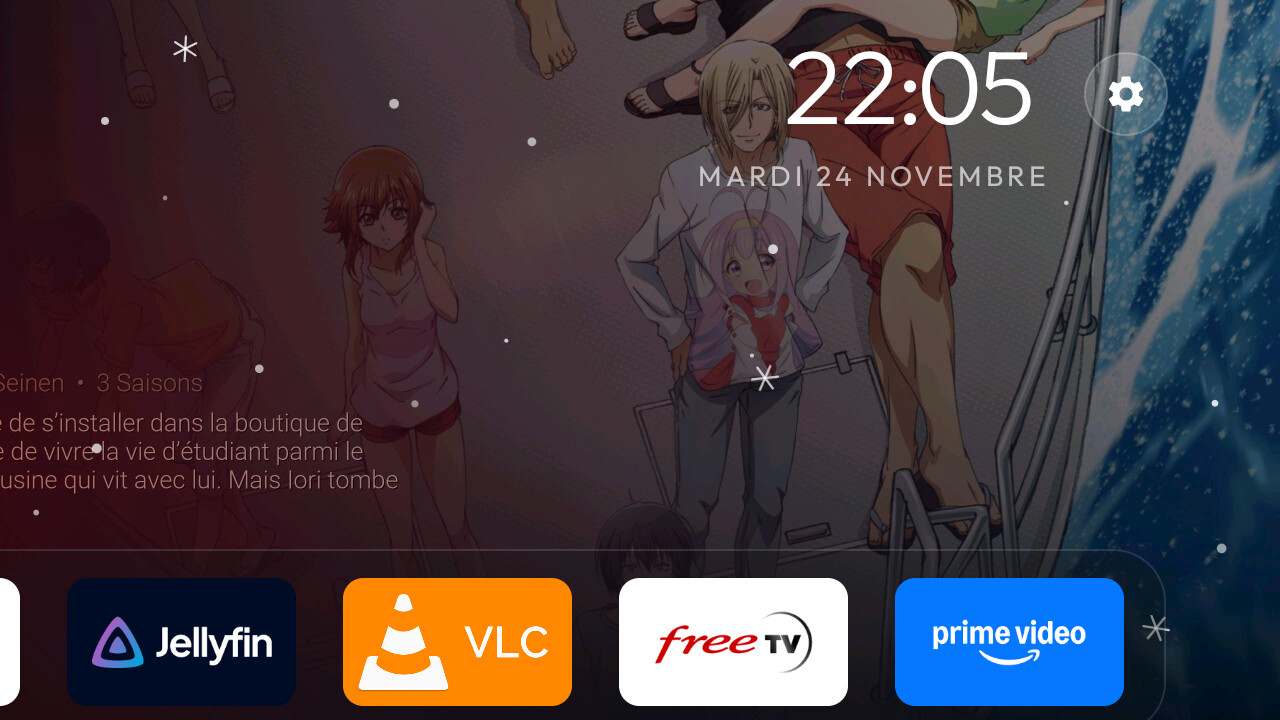 22:05
MARDI 24 NOVEMBRE
Seinen • 3 Saisons
e de s’installer dans la boutique de
e de vivre la vie d’étudiant parmi le
usine qui vit avec lui. Mais Iori tombe
Jellyfin
VLC
free TV
prime video